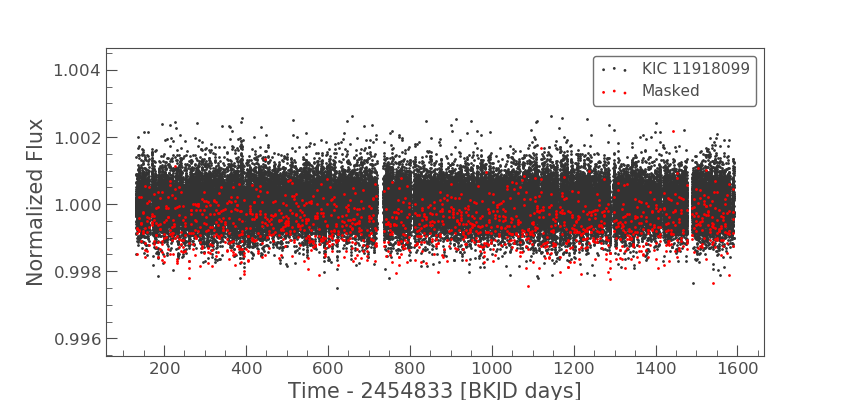 KIC 11918099
Masked
1.004
1.002
1.000
0.998
0.996
Normalized Flux
200 400 600 800 1000 1200 1400 1600
Time - 2454833 [BKJD days]